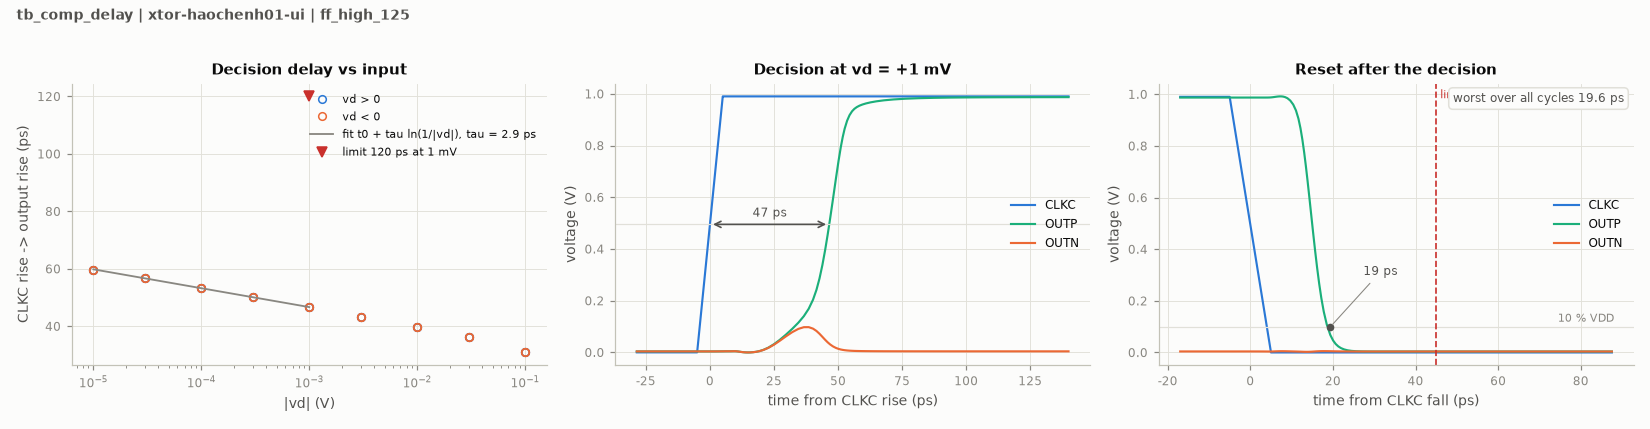 tb_comp_delay | xtor-haochenh01-ui | ff_high_125
Decision delay vs input
CLKC rise -> output rise (ps)
120
100
80
60
40
vd > 0
vd < 0
fit t0 + tau ln(1/|vd|), tau = 2.9 ps
limit 120 ps at 1 mV
10⁻⁵
10⁻⁴
10⁻³
10⁻²
10⁻¹
|vd| (V)
Decision at vd = +1 mV
voltage (V)
1.0
0.8
0.6
0.4
0.2
0.0
47 ps
CLKC
OUTP
OUTN
-25
0
25
50
75
100
125
time from CLKC rise (ps)
Reset after the decision
voltage (V)
1.0
0.8
0.6
0.4
0.2
0.0
worst over all cycles 19.6 ps
CLKC
OUTP
OUTN
19 ps
10 % VDD
-20
0
20
40
60
80
time from CLKC fall (ps)